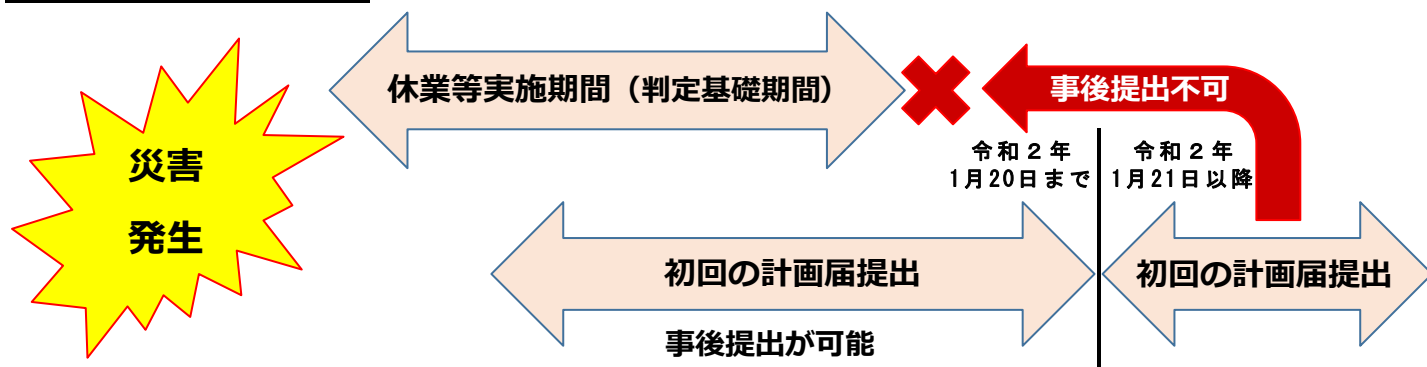 休業等実施期間（判定基礎期間）
事後提出不可
災害
発生
令和２年
1月20日まで
令和２年
1月21日以降
初回の計画届提出
初回の計画届提出
事後提出が可能